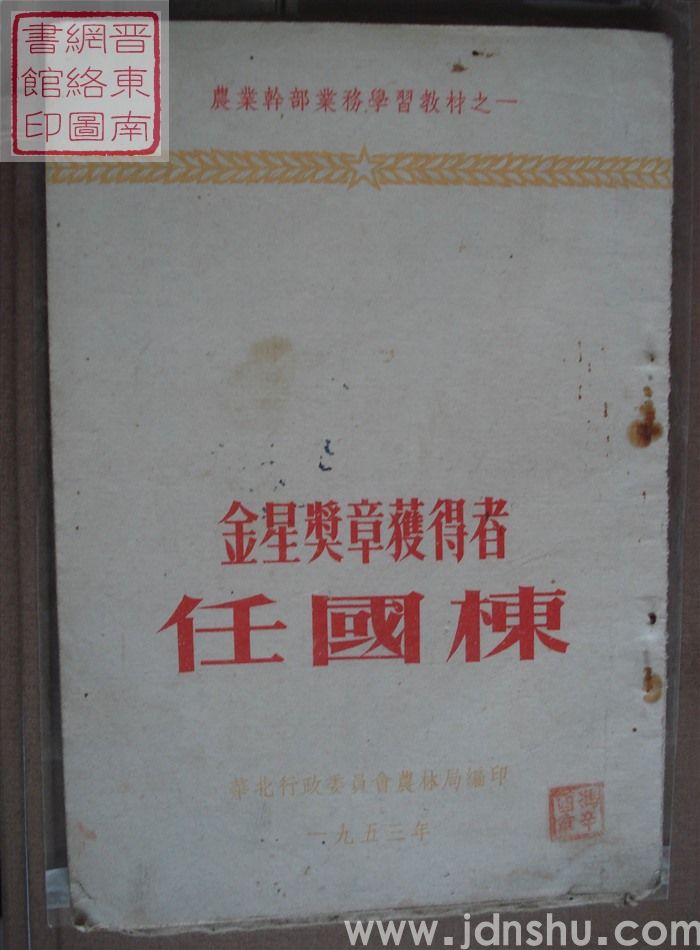 晋東南
網絡圖
書館印
農業幹部業務學習教材之一
金星獎章獲得者
任國棟
華北行政委員會農林局編印
一九五三年
www.jdnshu.com